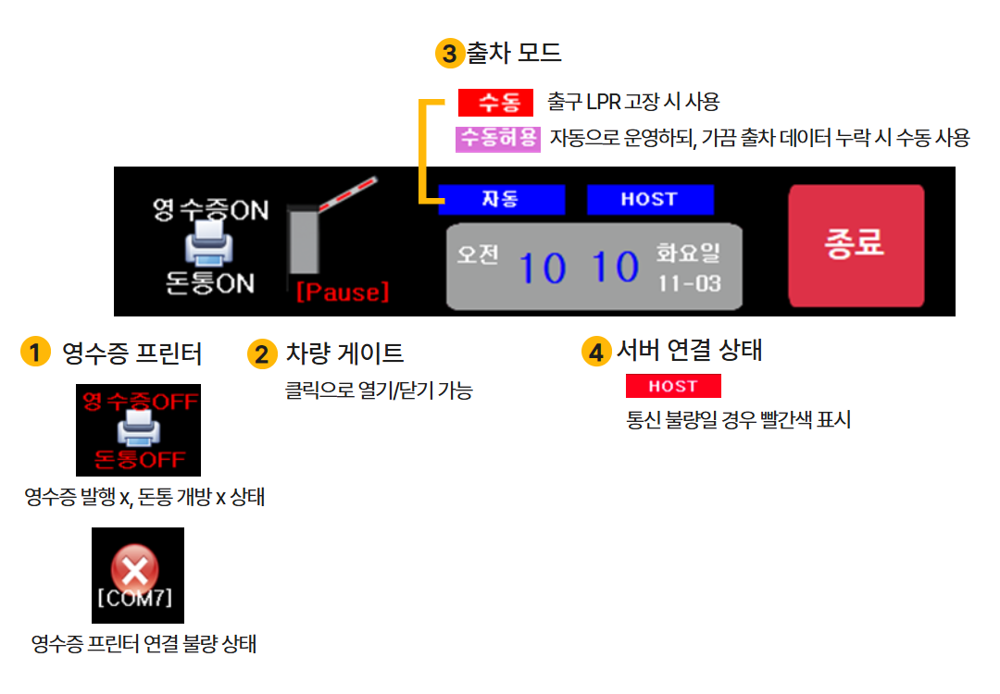 3 출차 모드
수동 출구 LPR 고장 시 사용
수동허용 자동으로 운영하되, 가끔 출차 데이터 누락 시 수동 사용
영수증ON
돈통ON
[Pause]
자동 HOST
오전 10 10 화요일
11-03
종료
1 영수증 프린터
영수증OFF
돈통OFF
영수증 발행 x, 돈통 개방 x 상태
[COM7]
영수증 프린터 연결 불량 상태
2 차량 게이트
클릭으로 열기/닫기 가능
4 서버 연결 상태
HOST
통신 불량일 경우 빨간색 표시